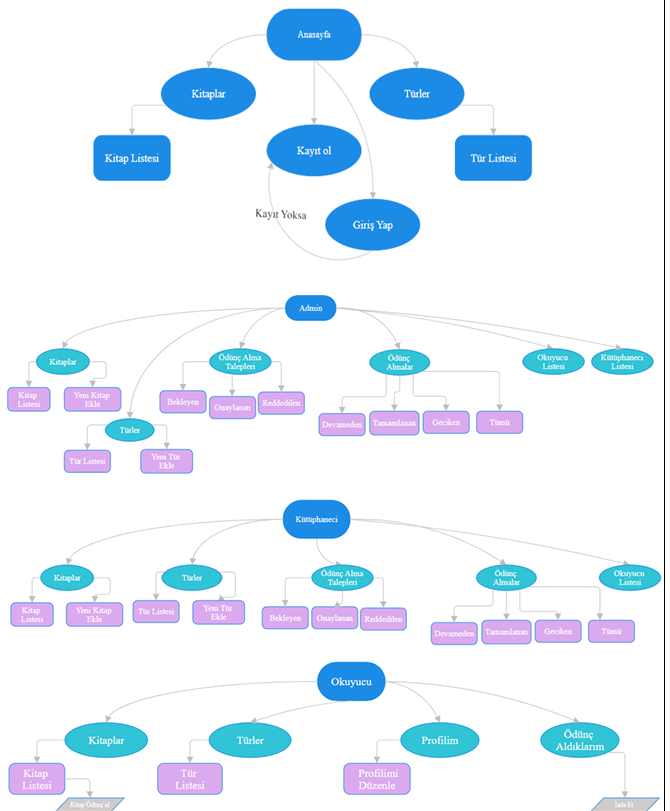 Anasayfa
Kitaplar
Türler
Kayıt ol
Kitap Listesi
Tür Listesi
Kayıt Yoksa
Giriş Yap
Admin
Kitaplar
Ödünç Alma
Talepleri
Ödünç
Almalar
Okuyucu
Listesi
Kütüphaneci
Listesi
Kitap
Listesi
Yeni Kitap
Ekle
Bekleyen
Onaylanan
Reddedilen
Devameden
Tamamlanan
Geciken
Tümü
Türler
Tür Listesi
Yeni Tür
Ekle
Kütüphaneci
Kitaplar
Türler
Ödünç Alma
Talepleri
Ödünç
Almalar
Okuyucu
Listesi
Kitap
Listesi
Yeni Kitap
Ekle
Tür Listesi
Yeni Tür
Ekle
Bekleyen
Onaylanan
Reddedilen
Devameden
Tamamlanan
Geciken
Tümü
Okuyucu
Kitaplar
Türler
Profilim
Ödünç
Aldıklarım
Kitap
Listesi
Tür
Listesi
Profilimi
Düzenle
Kitap Ödünç al
İade Et